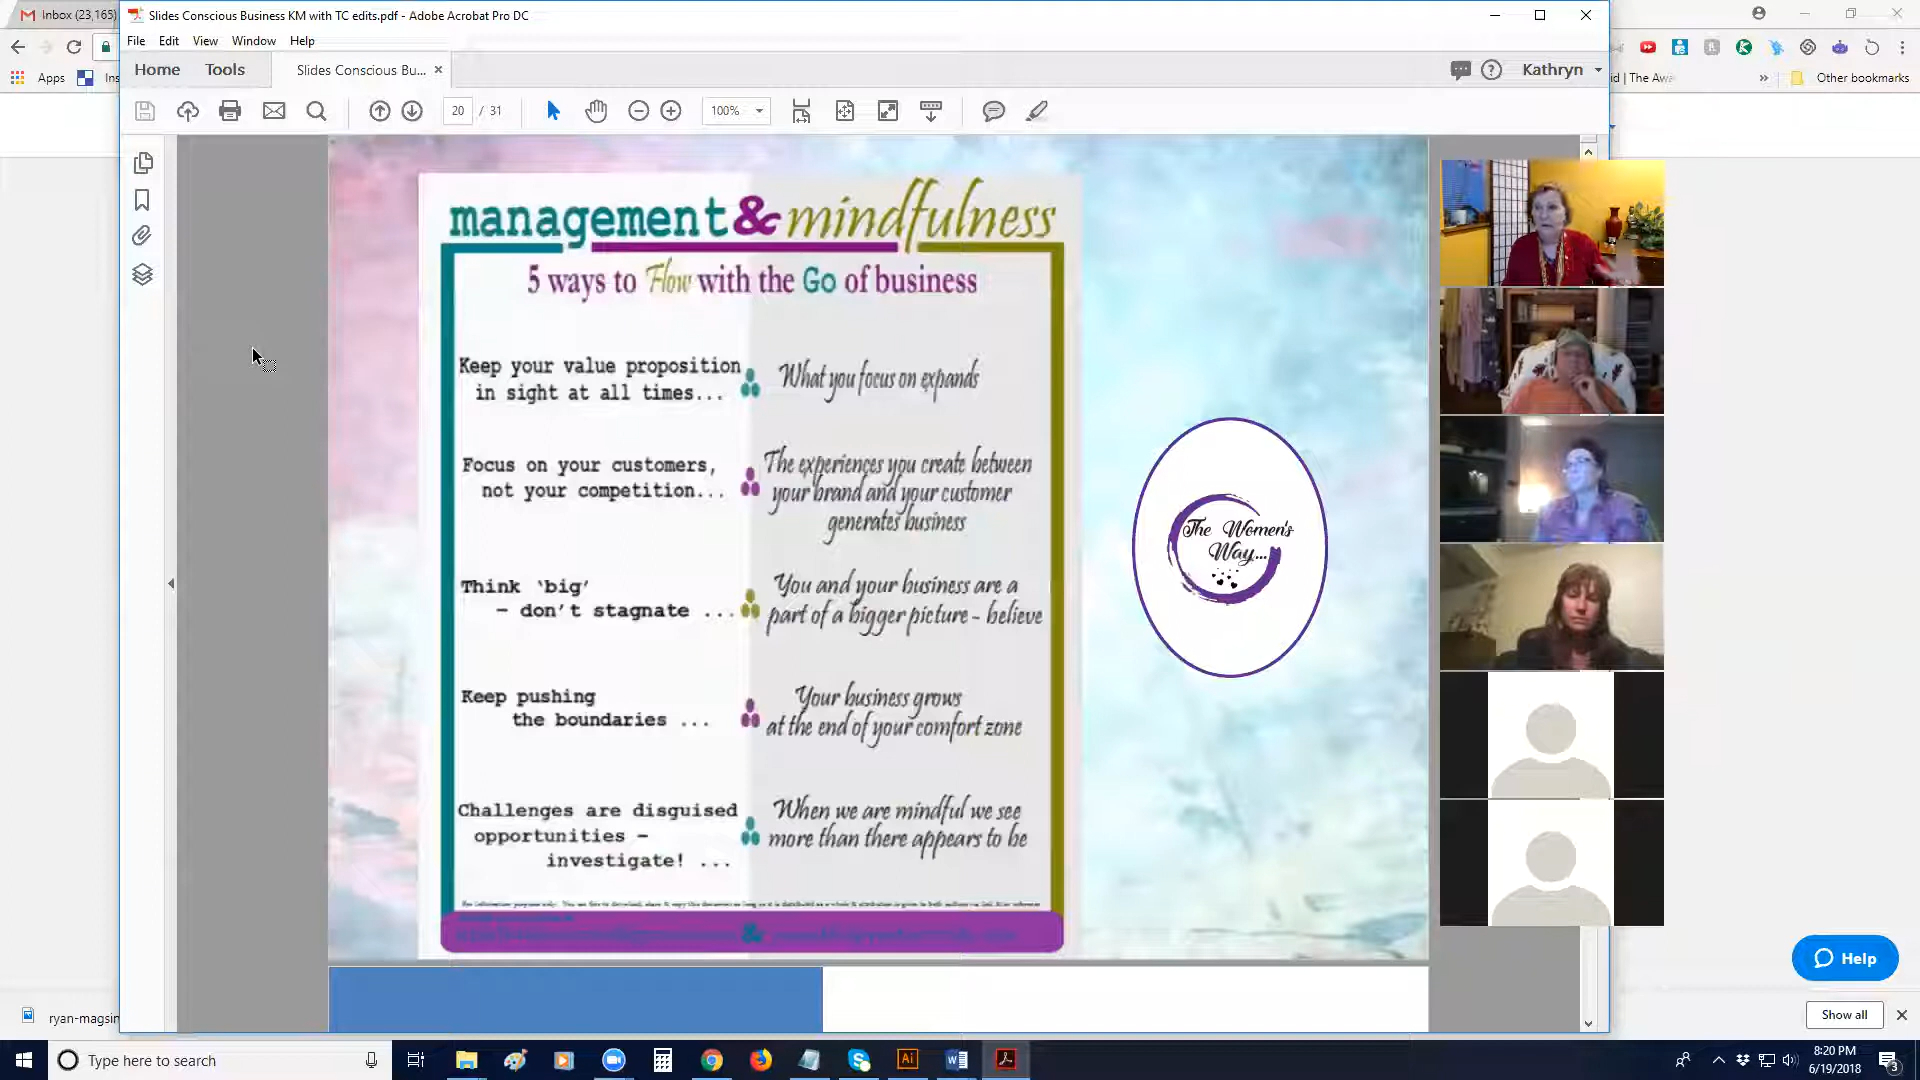 Inbox (23,165)
Slides Conscious Business KM with TC edits.pdf - Adobe Acrobat Pro DC
File Edit View Window Help
Apps
Other bookmarks
Home Tools Slides Conscious Bu...
Kathryn
20 / 31
100%
management & mindfulness
5 ways to Flow with the Go of business
Keep your value proposition
in sight at all times...
What you focus on expands
Focus on your customers,
not your competition...
The experiences you create between
your brand and your customer
generates business
Think ‘big’
- don't stagnate ...
You and your business are a
part of a bigger picture - believe
Keep pushing
the boundaries ...
Your business grows
at the end of your comfort zone
Challenges are disguised
opportunities -
investigate! ...
When we are mindful we see
more than there appears to be
&
The Women's
Way...
Help
ryan-magsin
Show all
Type here to search
8:20 PM
6/19/2018
3